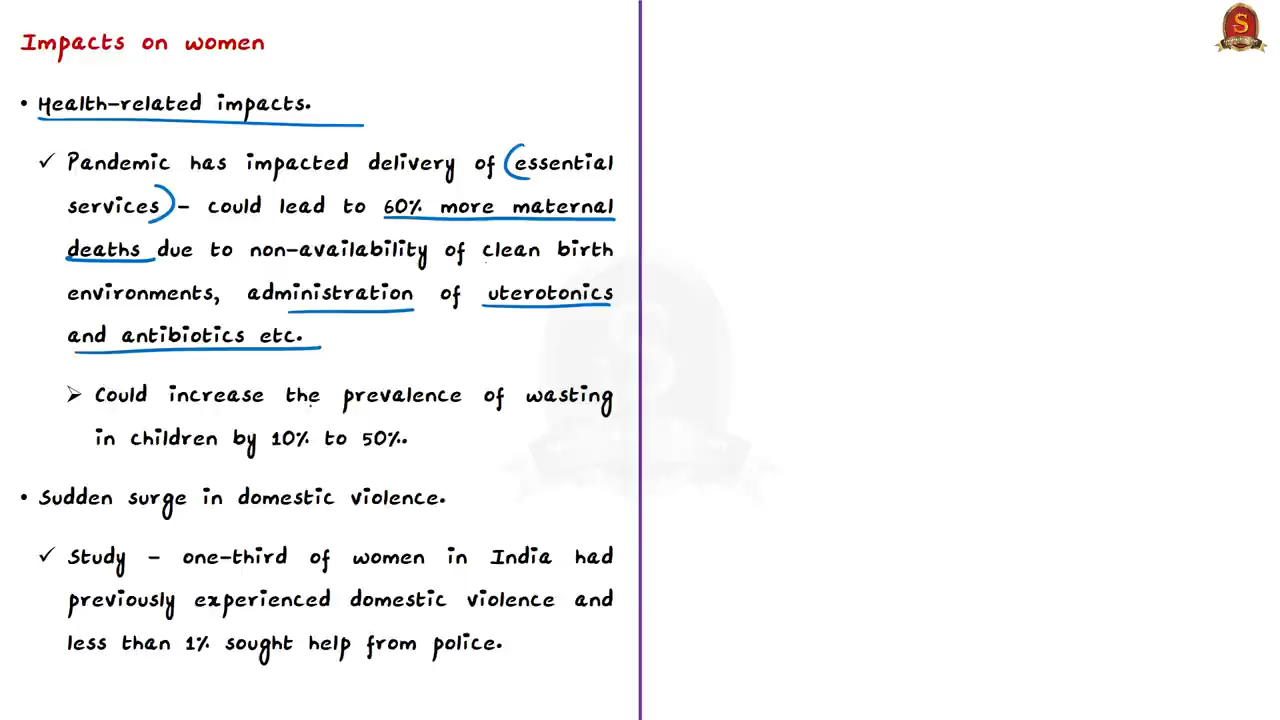 Impacts on women
• Health-related impacts.
✓ Pandemic has impacted delivery of essential
services - could lead to 60% more maternal
deaths due to non-availability of clean birth
environments, administration of uterotonics
and antibiotics etc.
➢ Could increase the prevalence of wasting
in children by 10% to 50%.
• Sudden surge in domestic violence.
✓ Study - one-third of women in India had
previously experienced domestic violence and
less than 1% sought help from police.
S